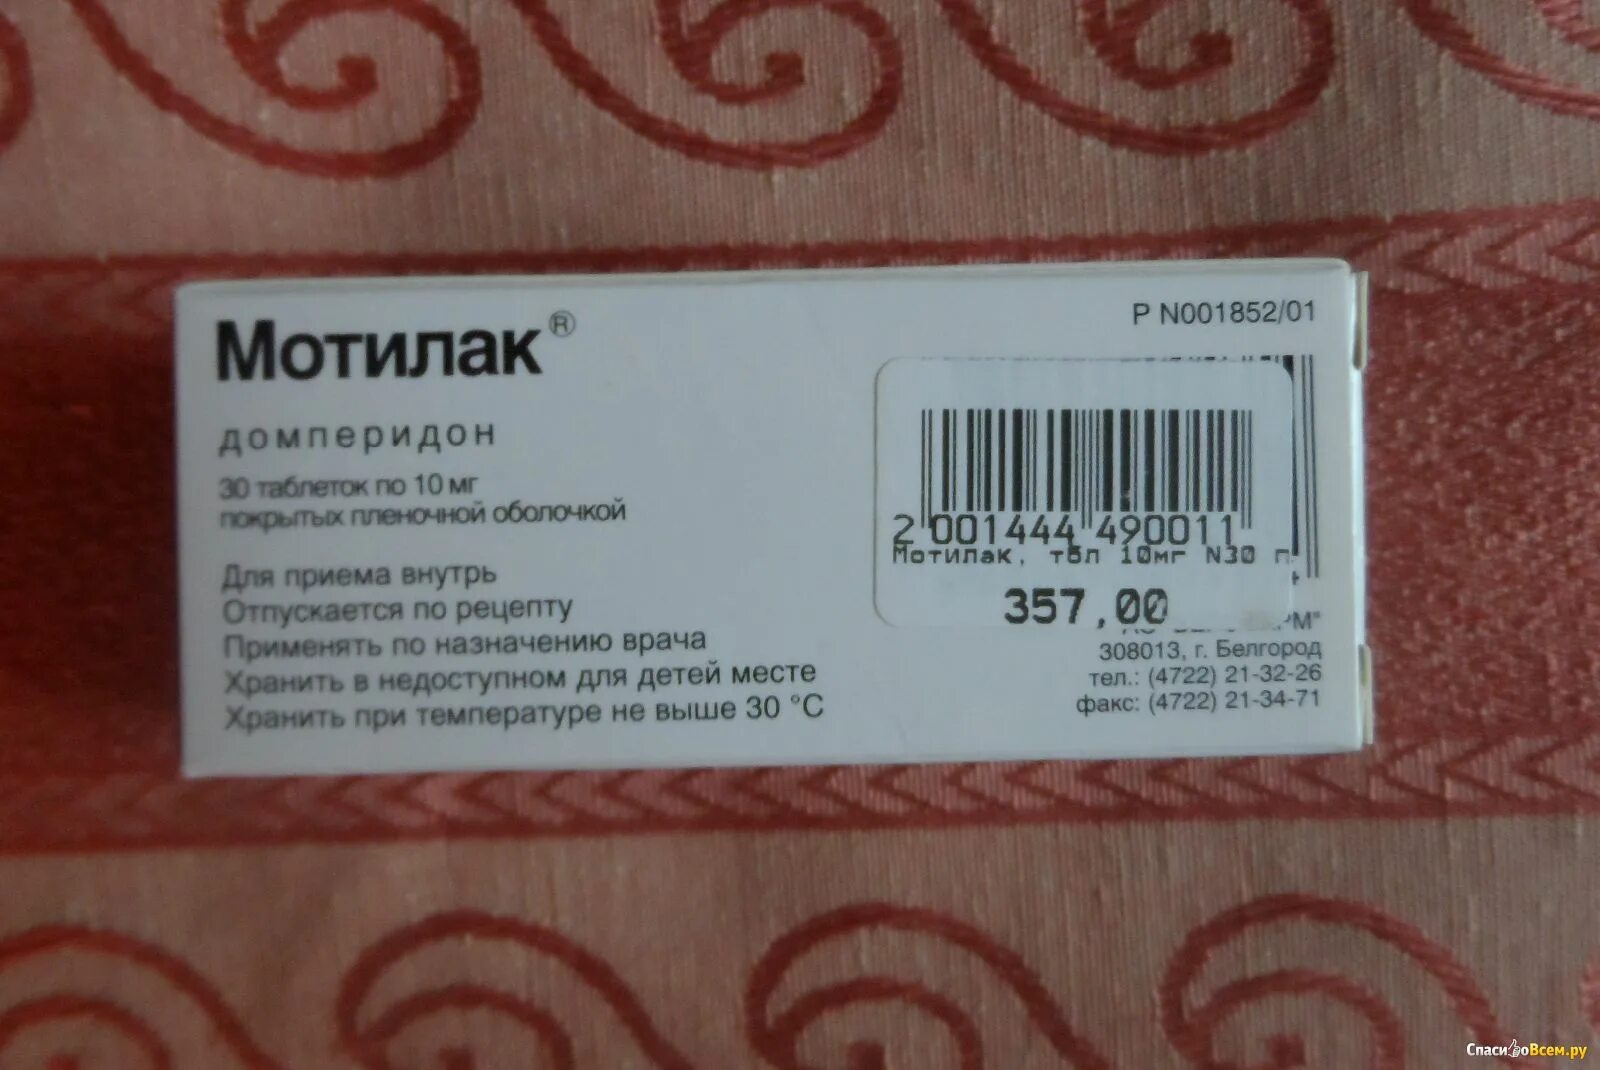 Мотилак®
домперидон
30 таблеток по 10 мг
покрытых пленочной оболочкой
Для приема внутрь
Отпускается по рецепту
Применять по назначению врача
Хранить в недоступном для детей месте
Хранить при температуре не выше 30 °C
P N001852/01
2 001444 490011
Мотилак, тбл 10мг N30 п
357,00
308013, г. Белгород
тел.: (4722) 21-32-26
факс: (4722) 21-34-71
СпасибоВсем.ру